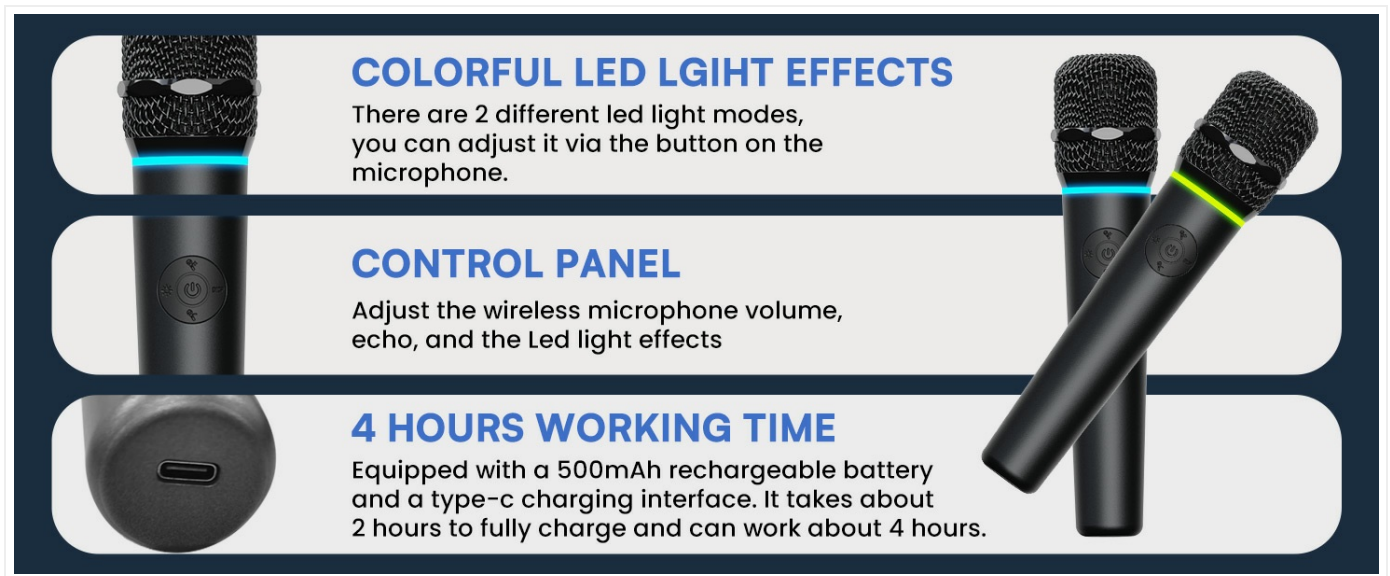 COLORFUL LED LGIHT EFFECTS
There are 2 different led light modes,
you can adjust it via the button on the
microphone.
CONTROL PANEL
Adjust the wireless microphone volume,
echo, and the Led light effects
4 HOURS WORKING TIME
Equipped with a 500mAh rechargeable battery
and a type-c charging interface. It takes about
2 hours to fully charge and can work about 4 hours.